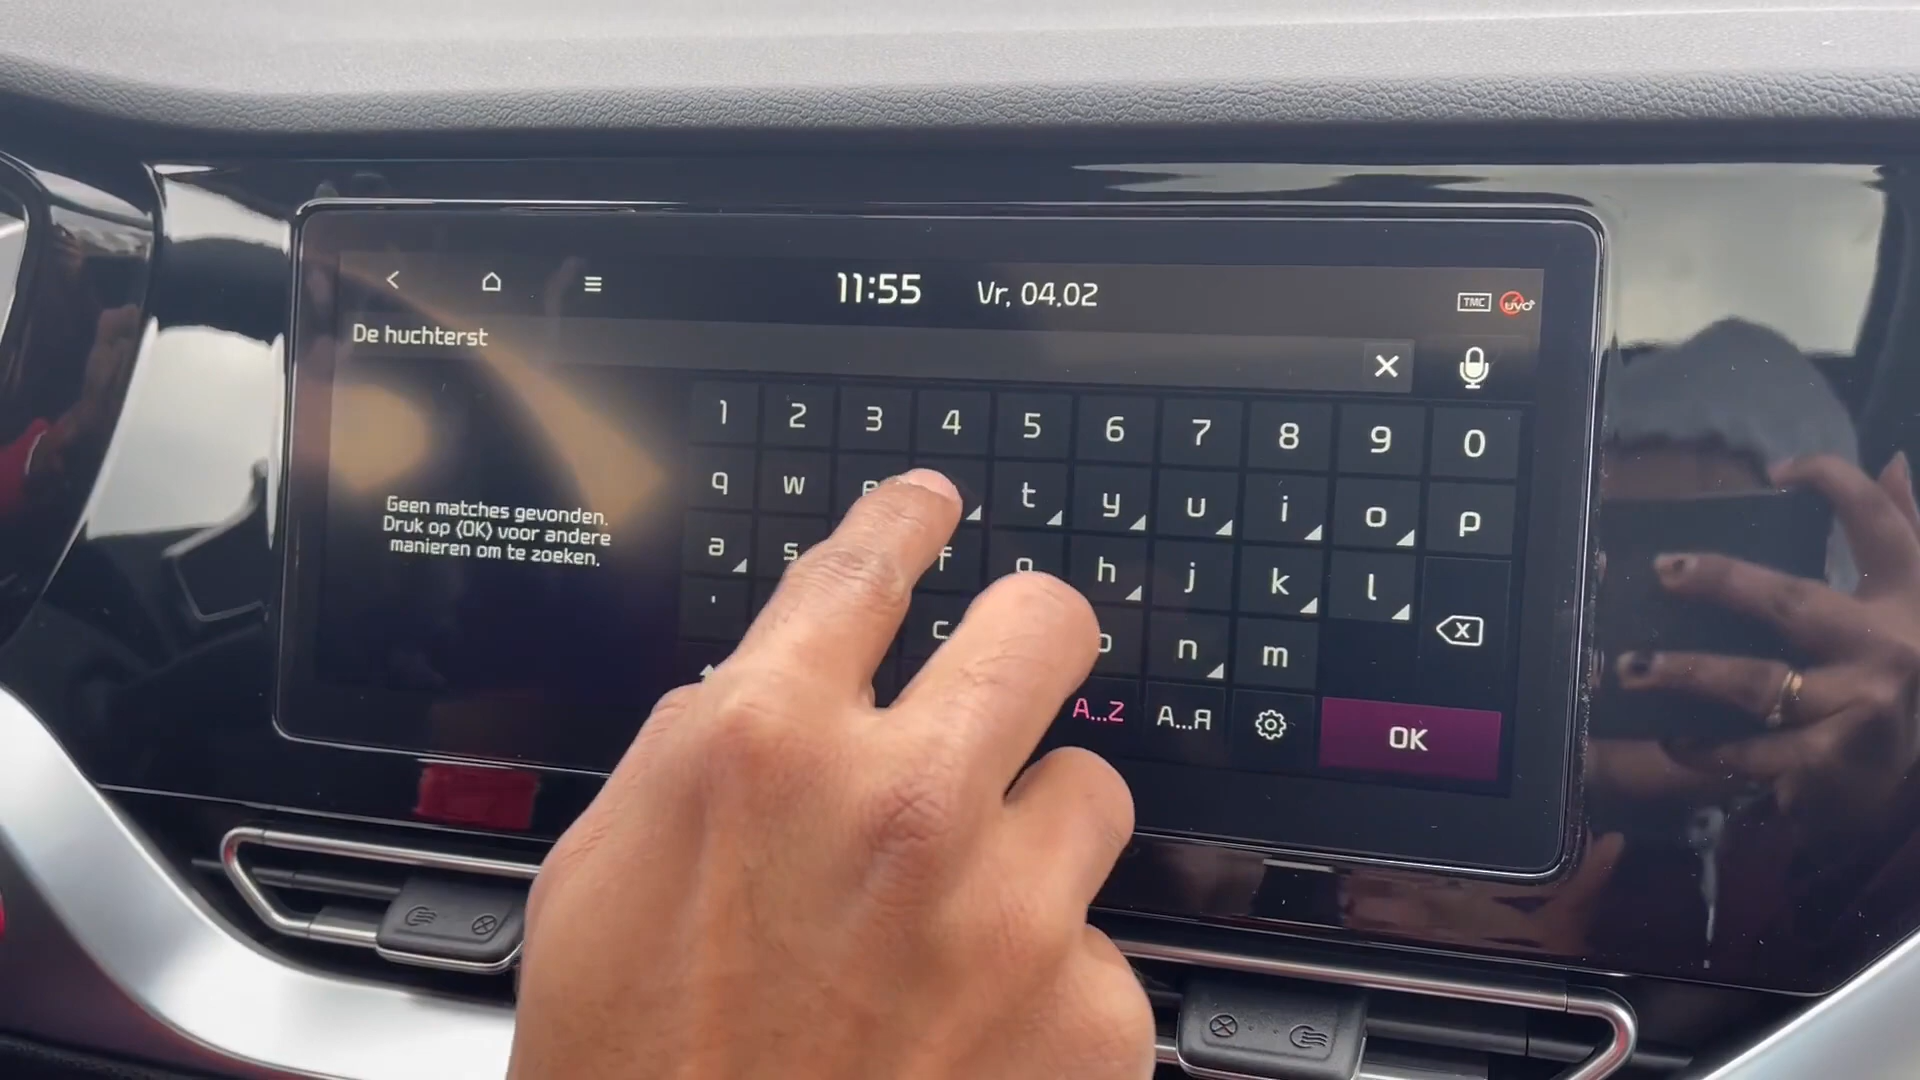 11:55 Vr, 04.02
TMC UVO
De huchterst
1 2 3 4 5 6 7 8 9 0
q w e t y u i o p
a s f g h j k l
' c b n m
A...Z A...Я OK
Geen matches gevonden.
Druk op (OK) voor andere
manieren om te zoeken.